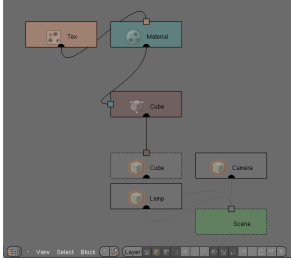 Tex
Material
Cube
Cube
Camera
Lamp
Scene
View Select Block Layer